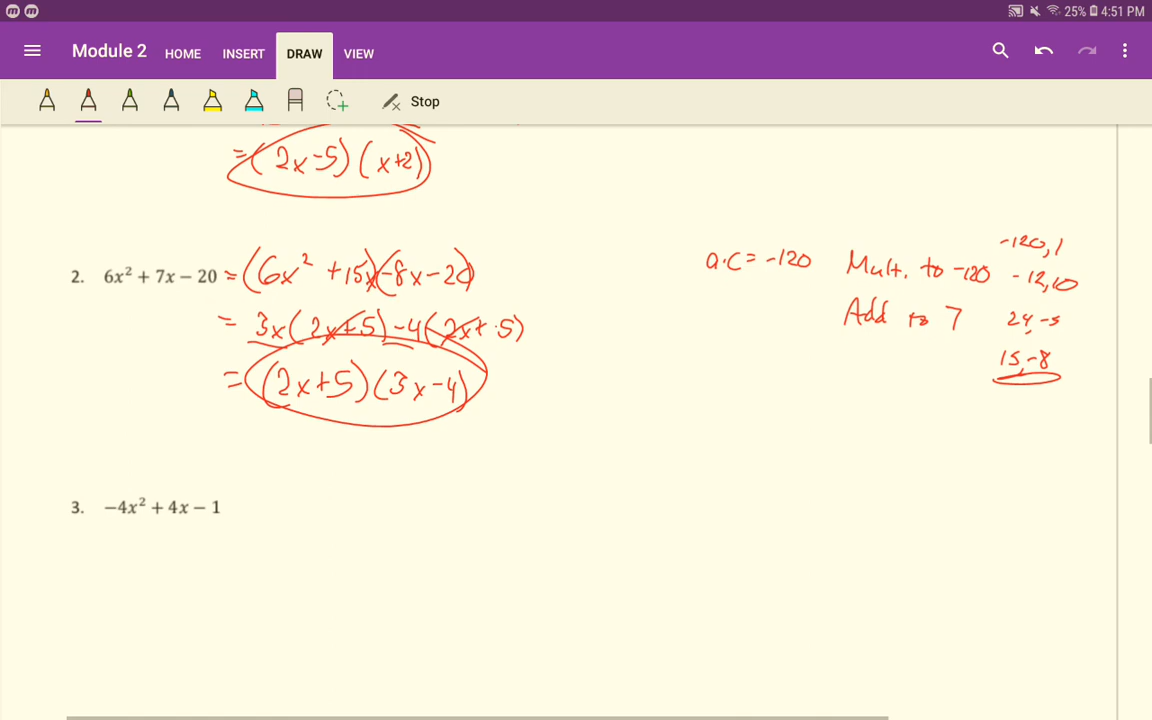 25% 4:51 PM
Module 2 HOME INSERT DRAW VIEW
Stop
= (2x-5) (x+2)
2. 6x² + 7x − 20 = (6x² +15x)(-8x-20)
= 3x(2x+5) -4(2x+5)
= (2x+5)(3x-4)
a.c = -120 Mult. to -120
Add to 7
-120, 1
-12, 10
24, -5
15, -8
3. −4x² + 4x − 1